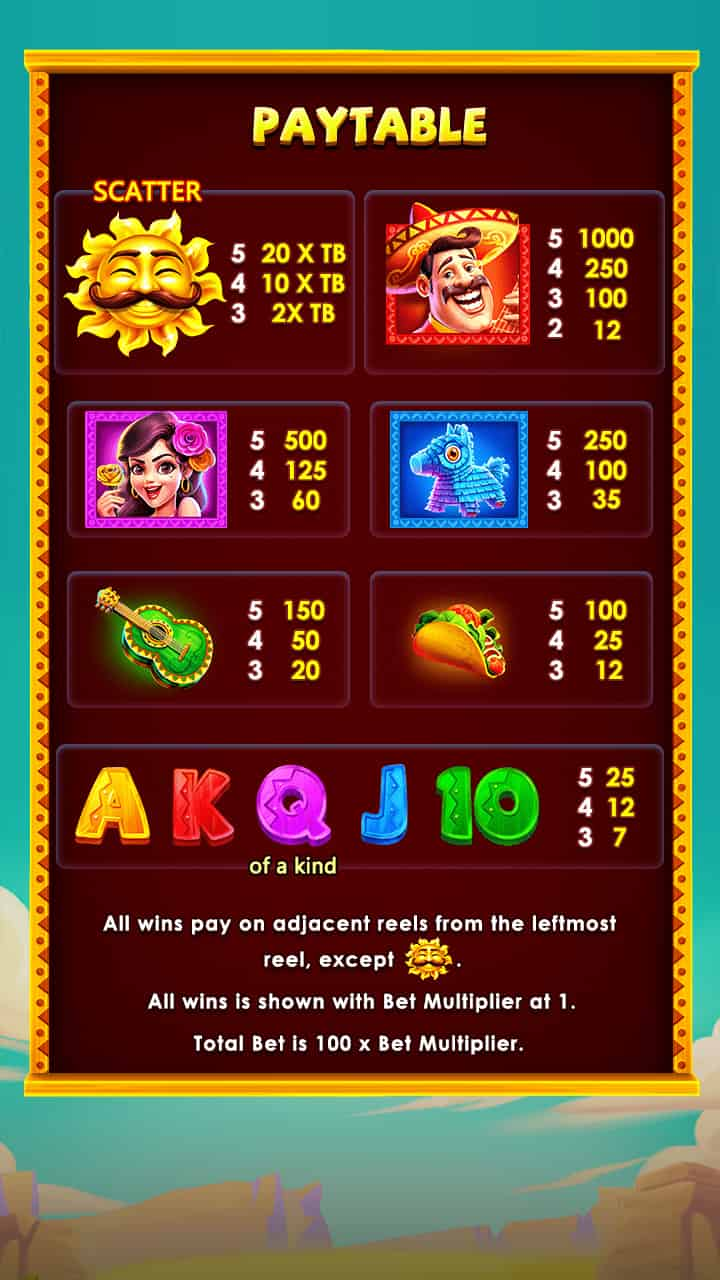 PAYTABLE
SCATTER
5 20 X TB
4 10 X TB
3 2X TB
5 1000
4 250
3 100
2 12
5 500
4 125
3 60
5 250
4 100
3 35
5 150
4 50
3 20
5 100
4 25
3 12
A K Q J 10
of a kind
5 25
4 12
3 7
All wins pay on adjacent reels from the leftmost
reel, except .
All wins is shown with Bet Multiplier at 1.
Total Bet is 100 x Bet Multiplier.